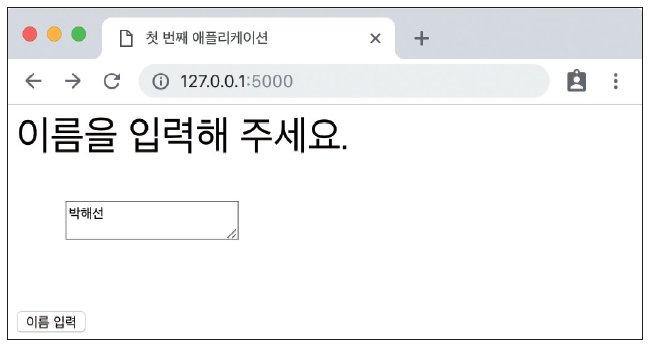 첫 번째 애플리케이션
127.0.0.1:5000
이름을 입력해 주세요.
박해선
이름 입력